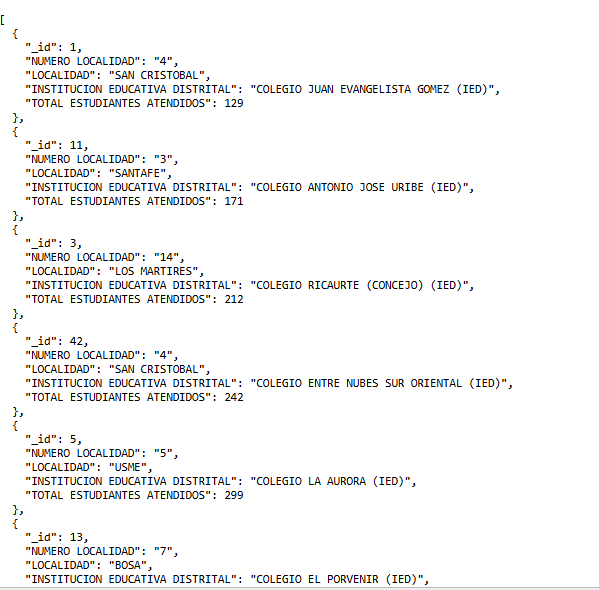 [
{
"_id": 1,
"NUMERO LOCALIDAD": "4",
"LOCALIDAD": "SAN CRISTOBAL",
"INSTITUCION EDUCATIVA DISTRITAL": "COLEGIO JUAN EVANGELISTA GOMEZ (IED)",
"TOTAL ESTUDIANTES ATENDIDOS": 129
},
{
"_id": 11,
"NUMERO LOCALIDAD": "3",
"LOCALIDAD": "SANTAFE",
"INSTITUCION EDUCATIVA DISTRITAL": "COLEGIO ANTONIO JOSE URIBE (IED)",
"TOTAL ESTUDIANTES ATENDIDOS": 171
},
{
"_id": 3,
"NUMERO LOCALIDAD": "14",
"LOCALIDAD": "LOS MARTIRES",
"INSTITUCION EDUCATIVA DISTRITAL": "COLEGIO RICAURTE (CONCEJO) (IED)",
"TOTAL ESTUDIANTES ATENDIDOS": 212
},
{
"_id": 42,
"NUMERO LOCALIDAD": "4",
"LOCALIDAD": "SAN CRISTOBAL",
"INSTITUCION EDUCATIVA DISTRITAL": "COLEGIO ENTRE NUBES SUR ORIENTAL (IED)",
"TOTAL ESTUDIANTES ATENDIDOS": 242
},
{
"_id": 5,
"NUMERO LOCALIDAD": "5",
"LOCALIDAD": "USME",
"INSTITUCION EDUCATIVA DISTRITAL": "COLEGIO LA AURORA (IED)",
"TOTAL ESTUDIANTES ATENDIDOS": 299
},
{
"_id": 13,
"NUMERO LOCALIDAD": "7",
"LOCALIDAD": "BOSA",
"INSTITUCION EDUCATIVA DISTRITAL": "COLEGIO EL PORVENIR (IED)",